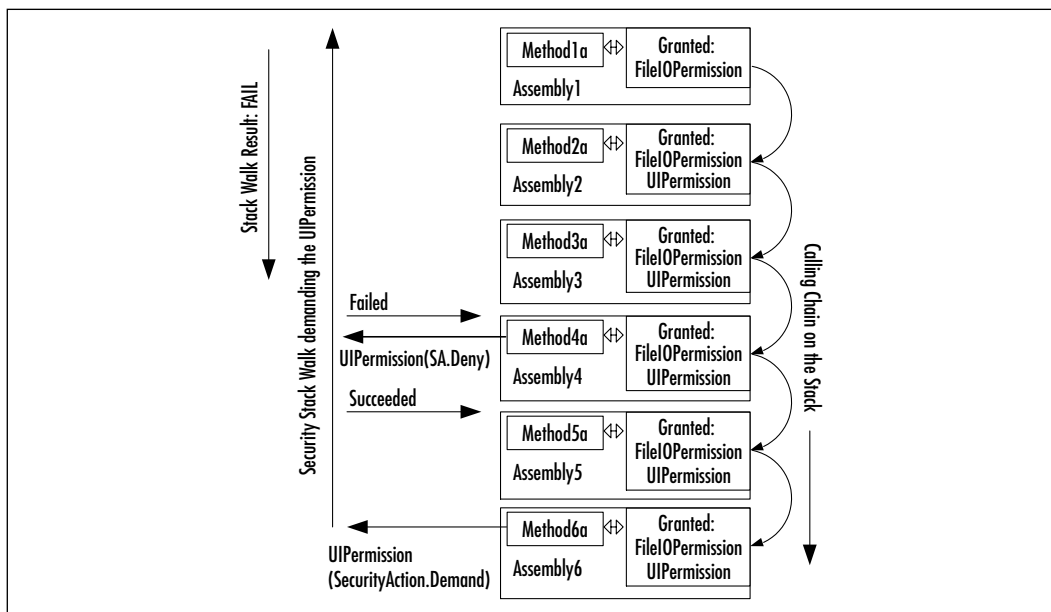 Method1a
Assembly1
Granted:
FileIOPermission
Method2a
Assembly2
Granted:
FileIOPermission
UIPermission
Method3a
Assembly3
Granted:
FileIOPermission
UIPermission
Method4a
Assembly4
Granted:
FileIOPermission
UIPermission
Method5a
Assembly5
Granted:
FileIOPermission
UIPermission
Method6a
Assembly6
Granted:
FileIOPermission
UIPermission
Stack Walk Result: FAIL
Security Stack Walk demanding the UIPermission
Failed
UIPermission(SA.Deny)
Succeeded
UIPermission
(SecurityAction.Demand)
Calling Chain on the Stack